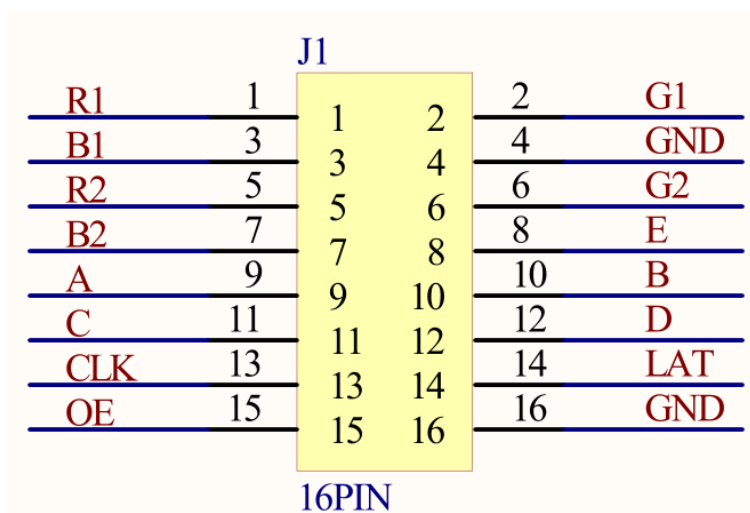 J1
R1 1 1 2 2 G1
B1 3 3 4 4 GND
R2 5 5 6 6 G2
B2 7 7 8 8 E
A 9 9 10 10 B
C 11 11 12 12 D
CLK 13 13 14 14 LAT
OE 15 15 16 16 GND
16PIN